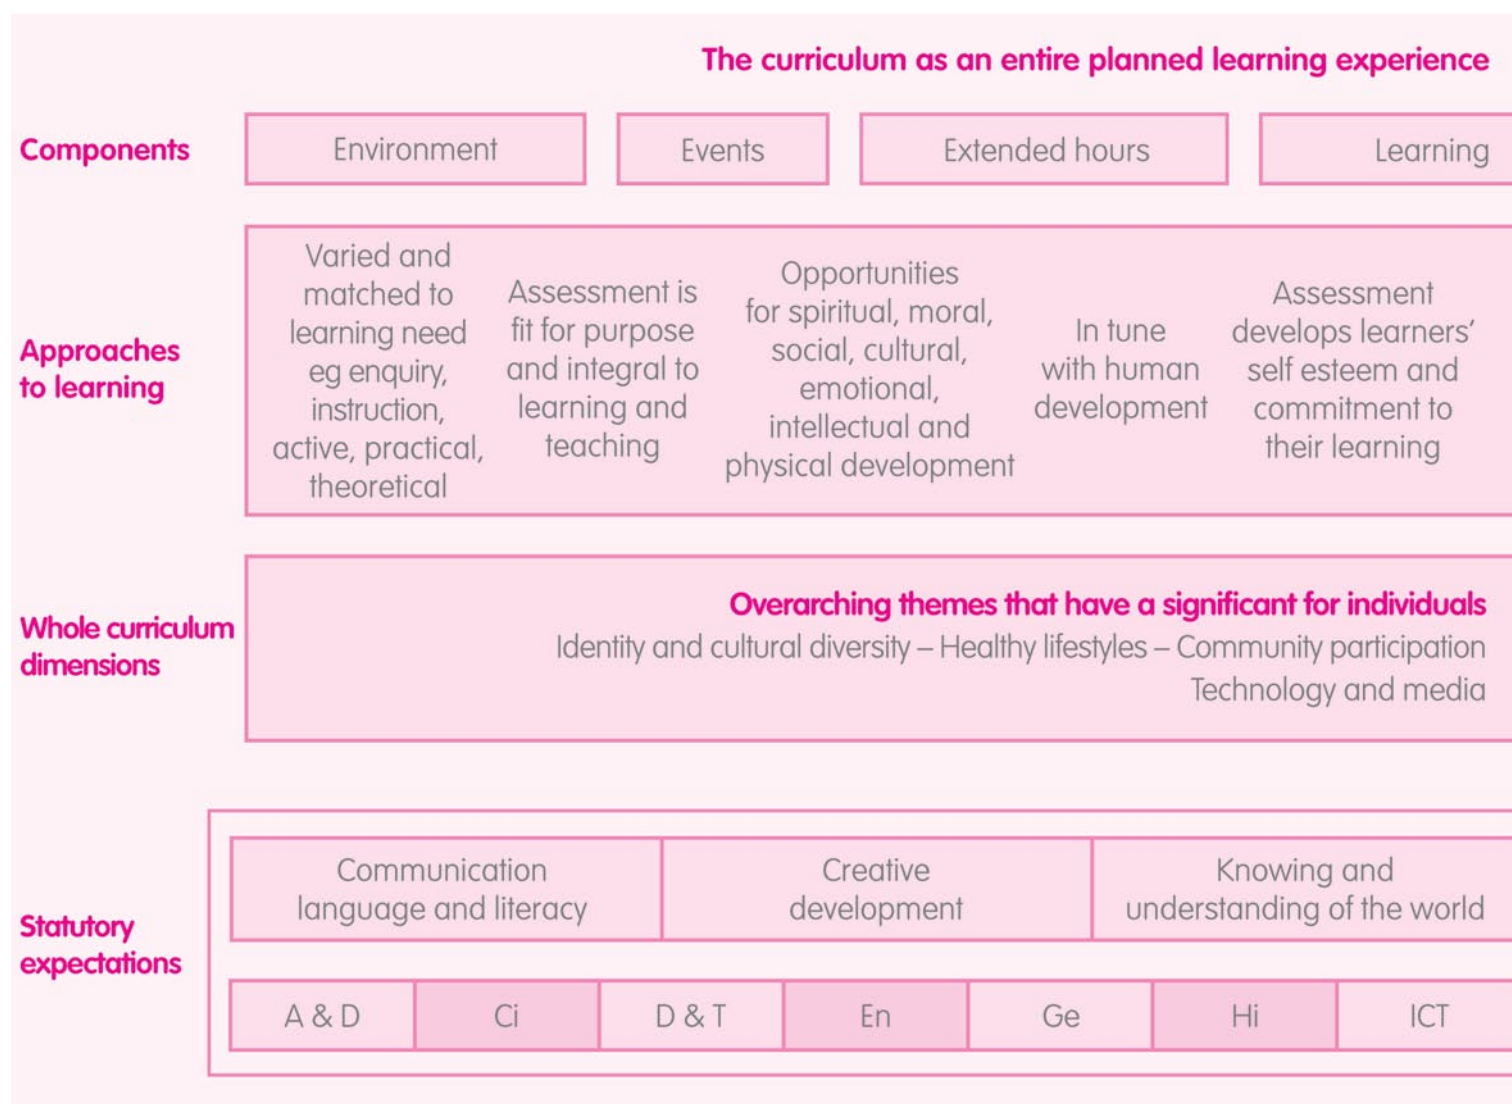 The curriculum as an entire planned learning experience
Components
Environment
Events
Extended hours
Learning
Approaches
to learning
Varied and
matched to
learning need
eg enquiry,
instruction,
active, practical,
theoretical
Assessment is
fit for purpose
and integral to
learning and
teaching
Opportunities
for spiritual, moral,
social, cultural,
emotional,
intellectual and
physical development
In tune
with human
development
Assessment
develops learners’
self esteem and
commitment to
their learning
Whole curriculum
dimensions
Overarching themes that have a significant for individuals
Identity and cultural diversity – Healthy lifestyles – Community participation
Technology and media
Statutory
expectations
Communication
language and literacy
Creative
development
Knowing and
understanding of the world
A & D
Ci
D & T
En
Ge
Hi
ICT